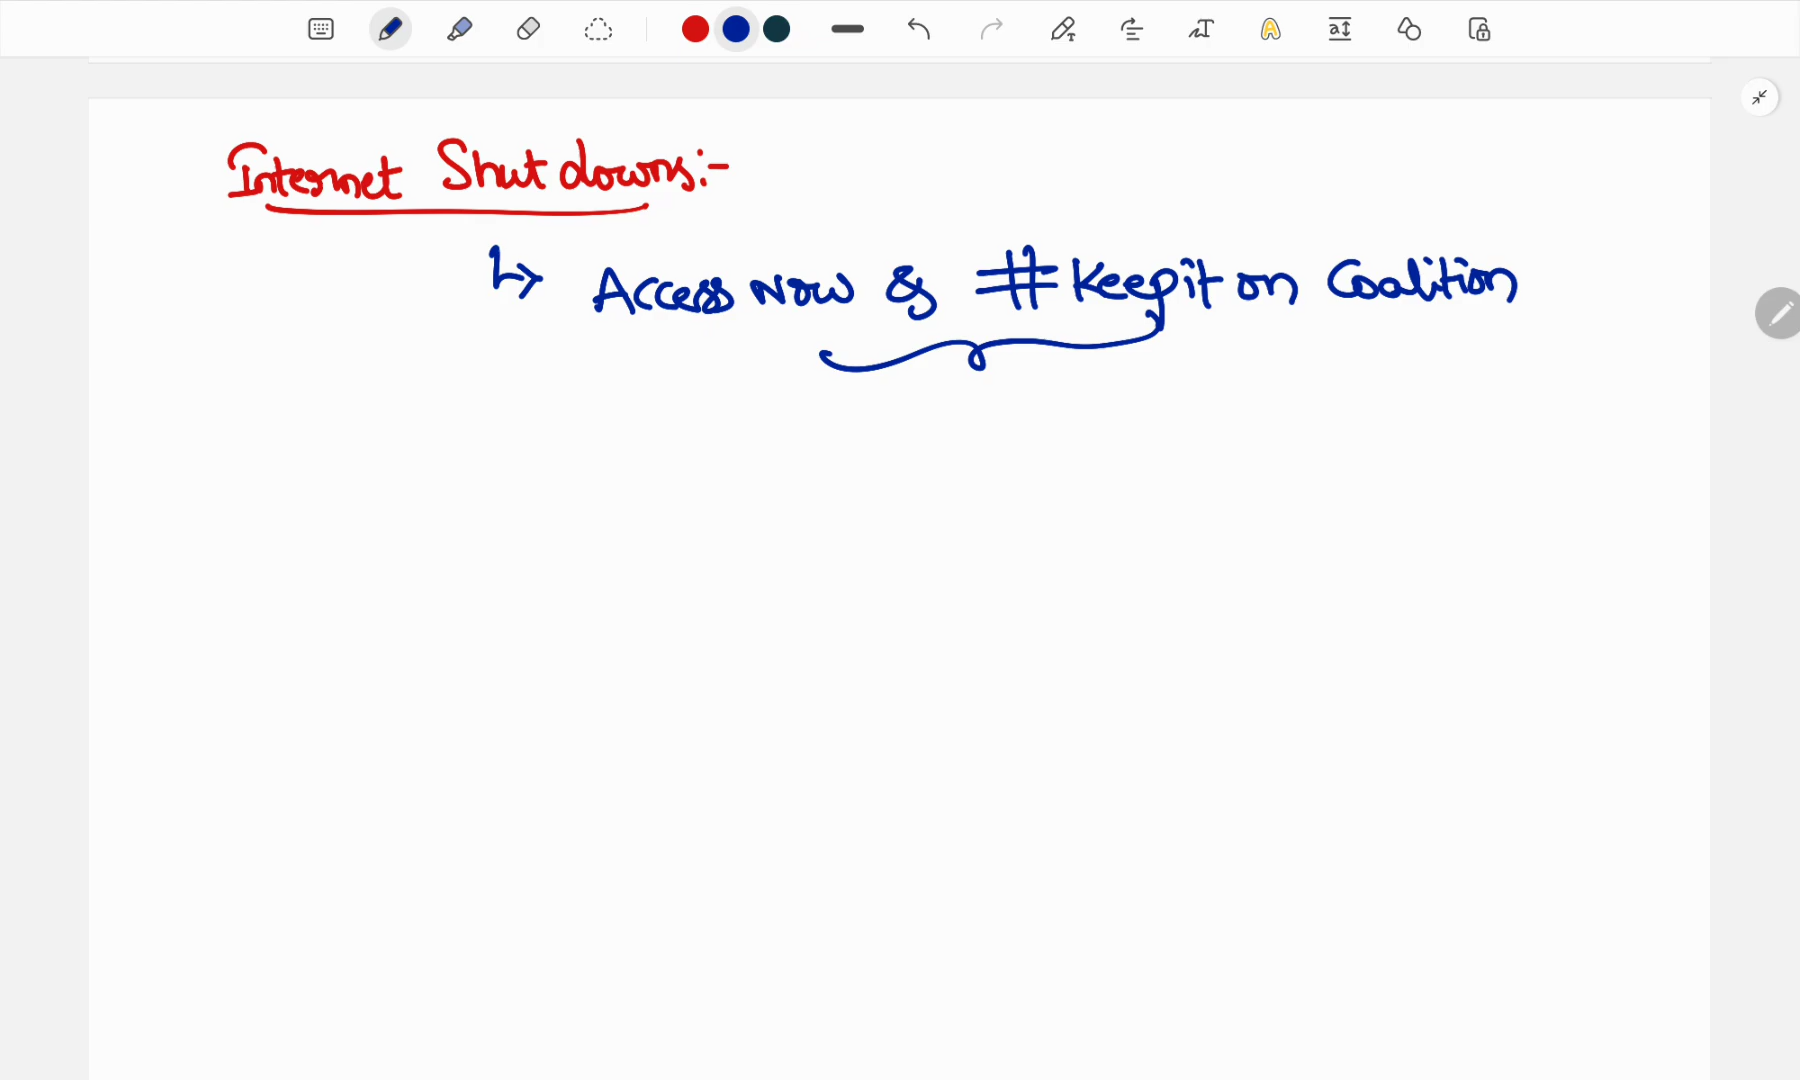 Internet Shutdowns:-
↳ Access Now & #Keepit on Coalition